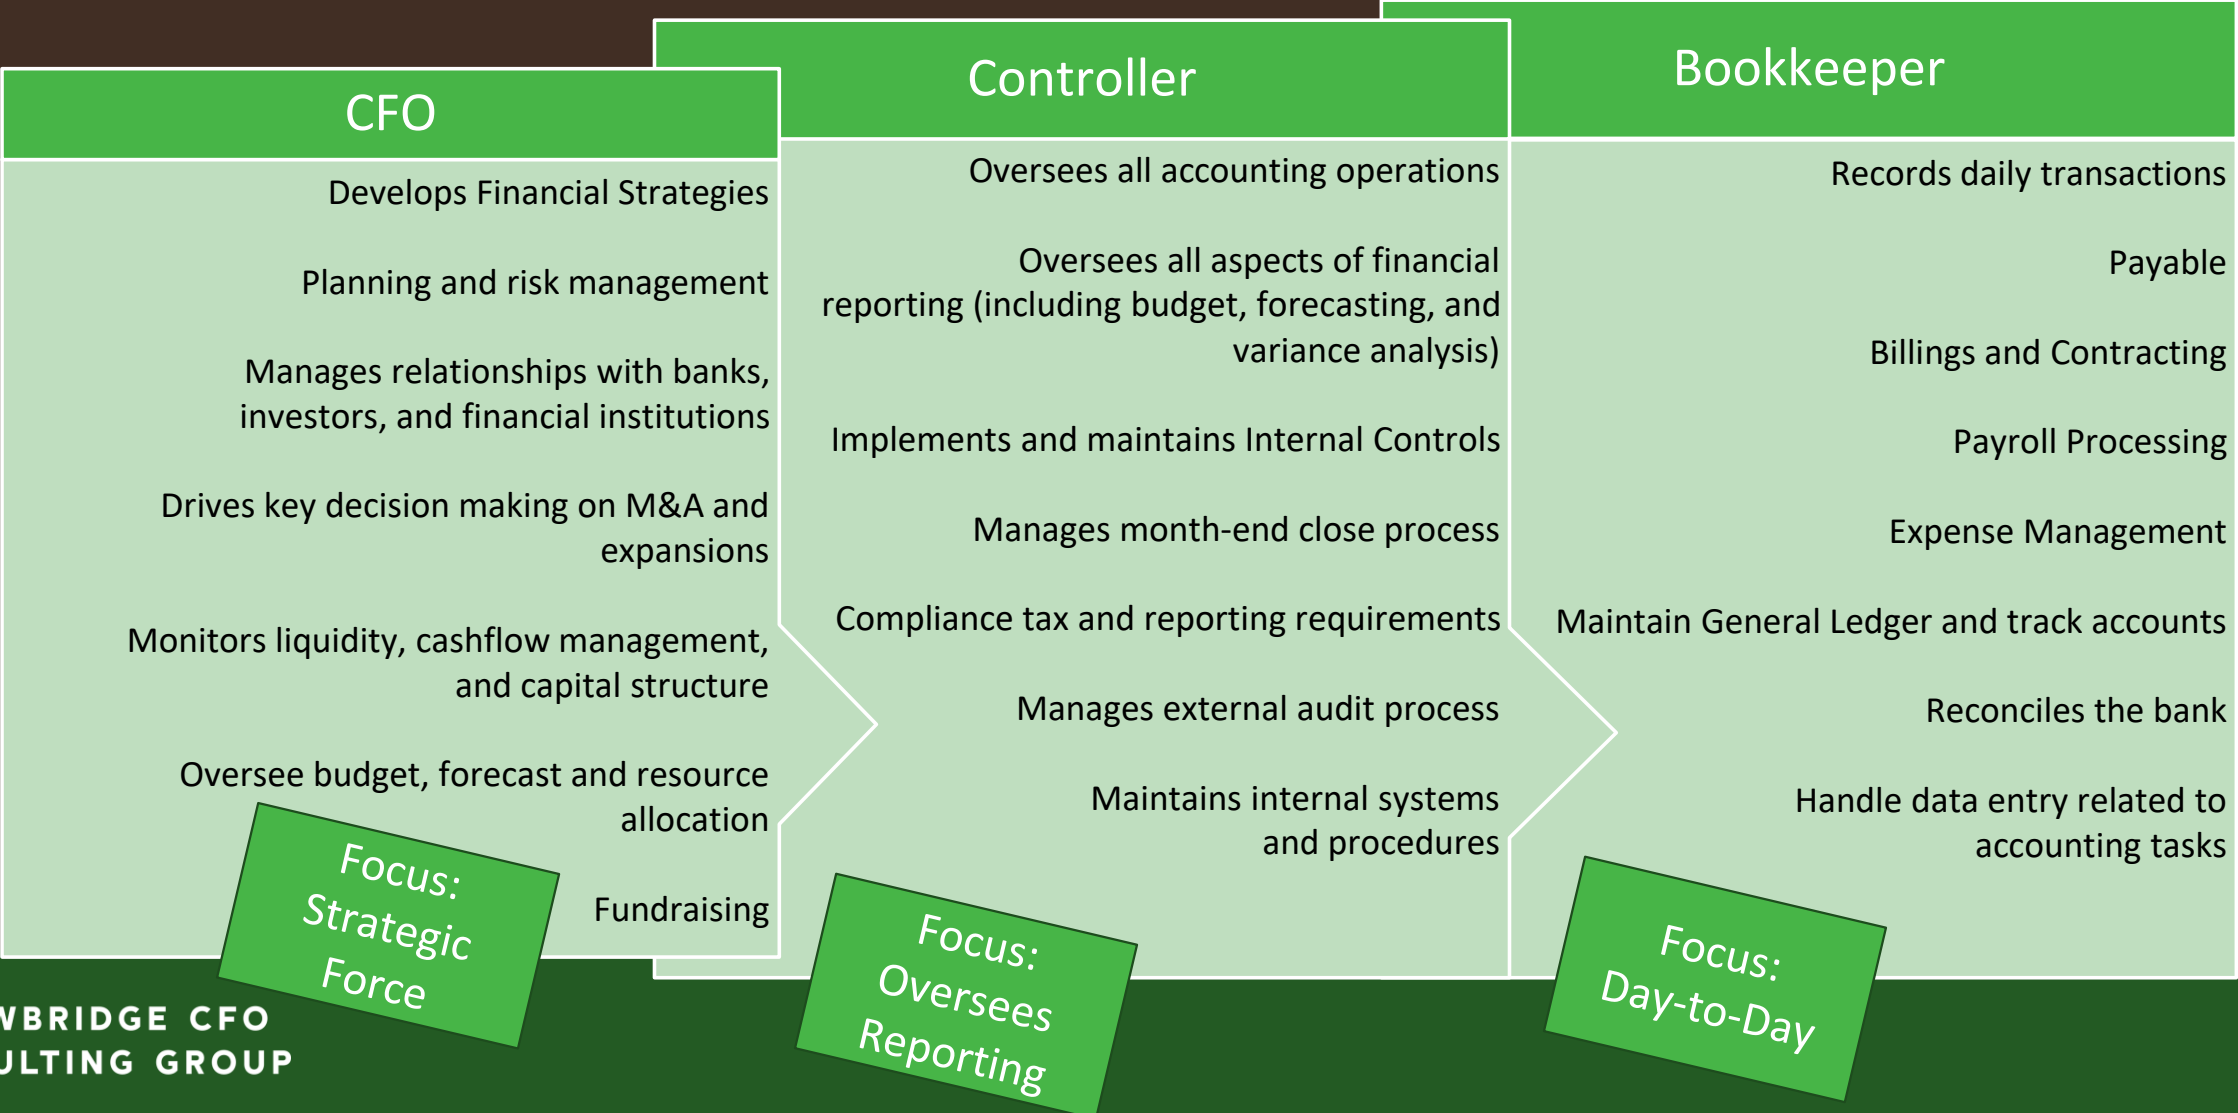 CFO
Develops Financial Strategies
Planning and risk management
Manages relationships with banks,
investors, and financial institutions
Drives key decision making on M&A and
expansions
Monitors liquidity, cashflow management,
and capital structure
Oversee budget, forecast and resource
allocation
Fundraising
Focus:
Strategic
Force
Controller
Oversees all accounting operations
Oversees all aspects of financial
reporting (including budget, forecasting, and
variance analysis)
Implements and maintains Internal Controls
Manages month-end close process
Compliance tax and reporting requirements
Manages external audit process
Maintains internal systems
and procedures
Focus:
Oversees
Reporting
Bookkeeper
Records daily transactions
Payable
Billings and Contracting
Payroll Processing
Expense Management
Maintain General Ledger and track accounts
Reconciles the bank
Handle data entry related to
accounting tasks
Focus:
Day-to-Day
WBRIDGE CFO
ULTING GROUP